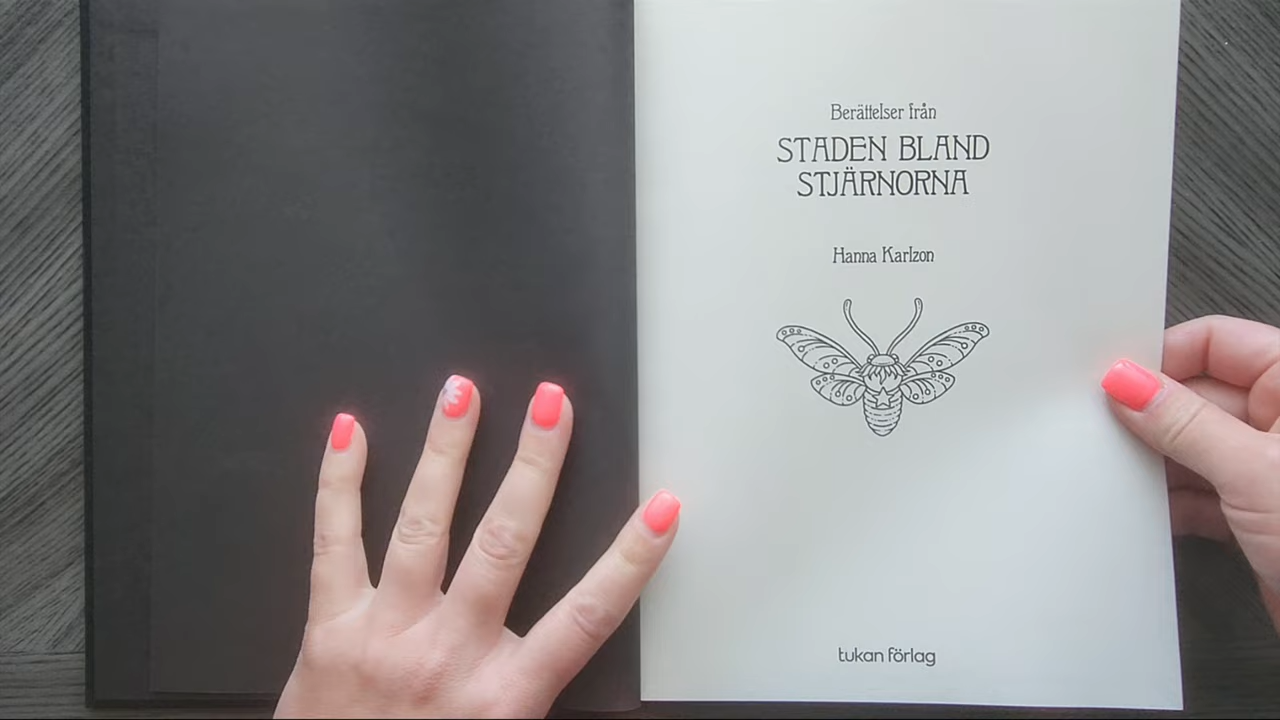 Berättelser från
STADEN BLAND
STJÄRNORNA
Hanna Karlzon
tukan förlag